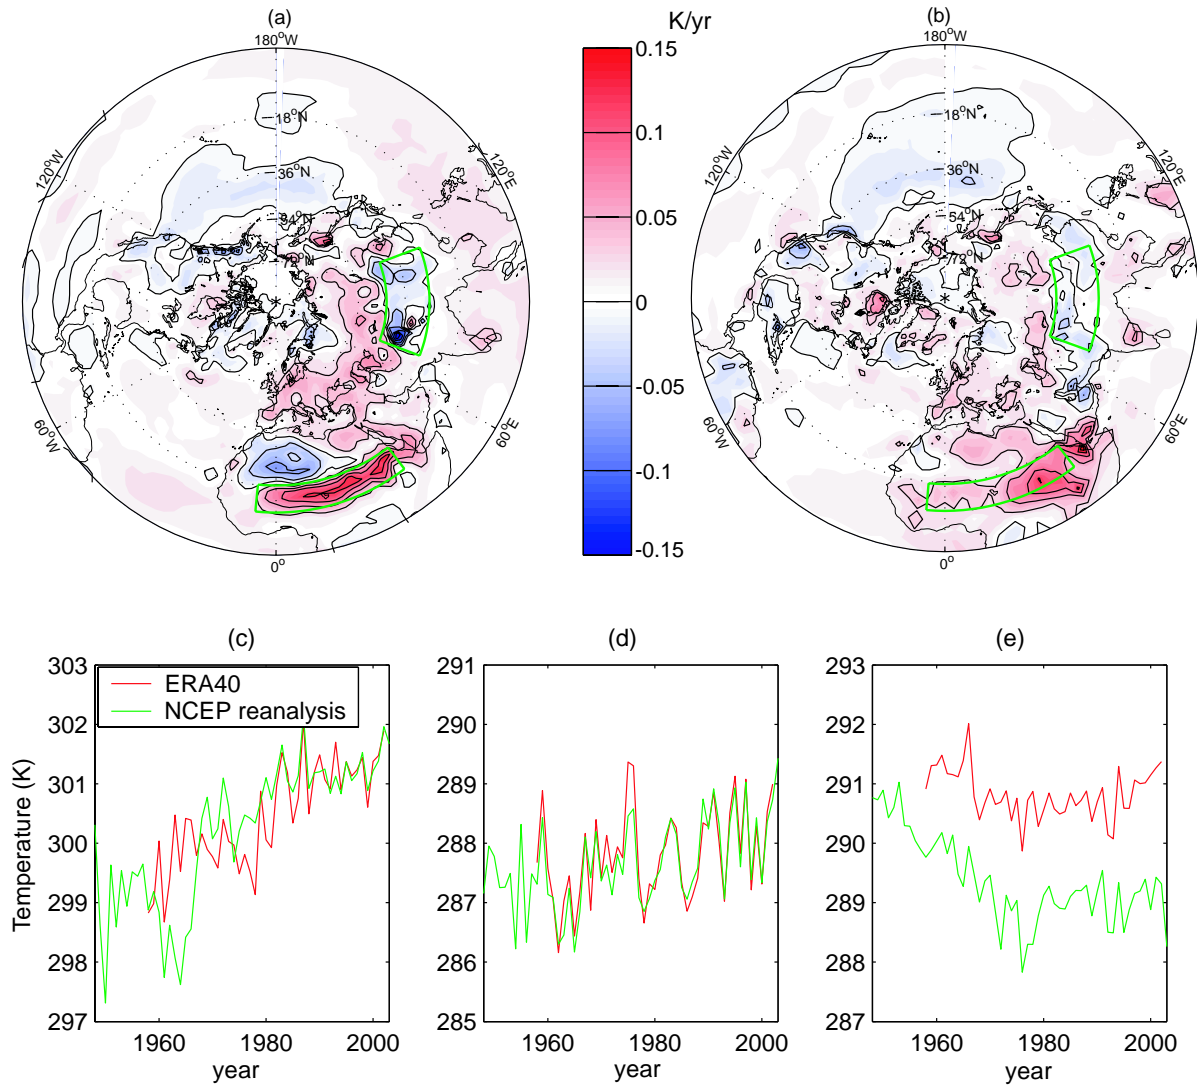 (a)
K/yr
(b)
180°W
180°W
0.15
0.1
0.05
0
-0.05
-0.1
-0.15
18°N
36°N
120°W
120°E
60°W
60°E
0°
18°N
36°N
54°N
72°N
120°W
120°E
60°W
60°E
0°
(c)
(d)
(e)
ERA40
NCEP reanalysis
Temperature (K)
303
302
301
300
299
298
297
1960
1980
2000
year
291
290
289
288
287
286
285
1960
1980
2000
year
293
292
291
290
289
288
287
1960
1980
2000
year